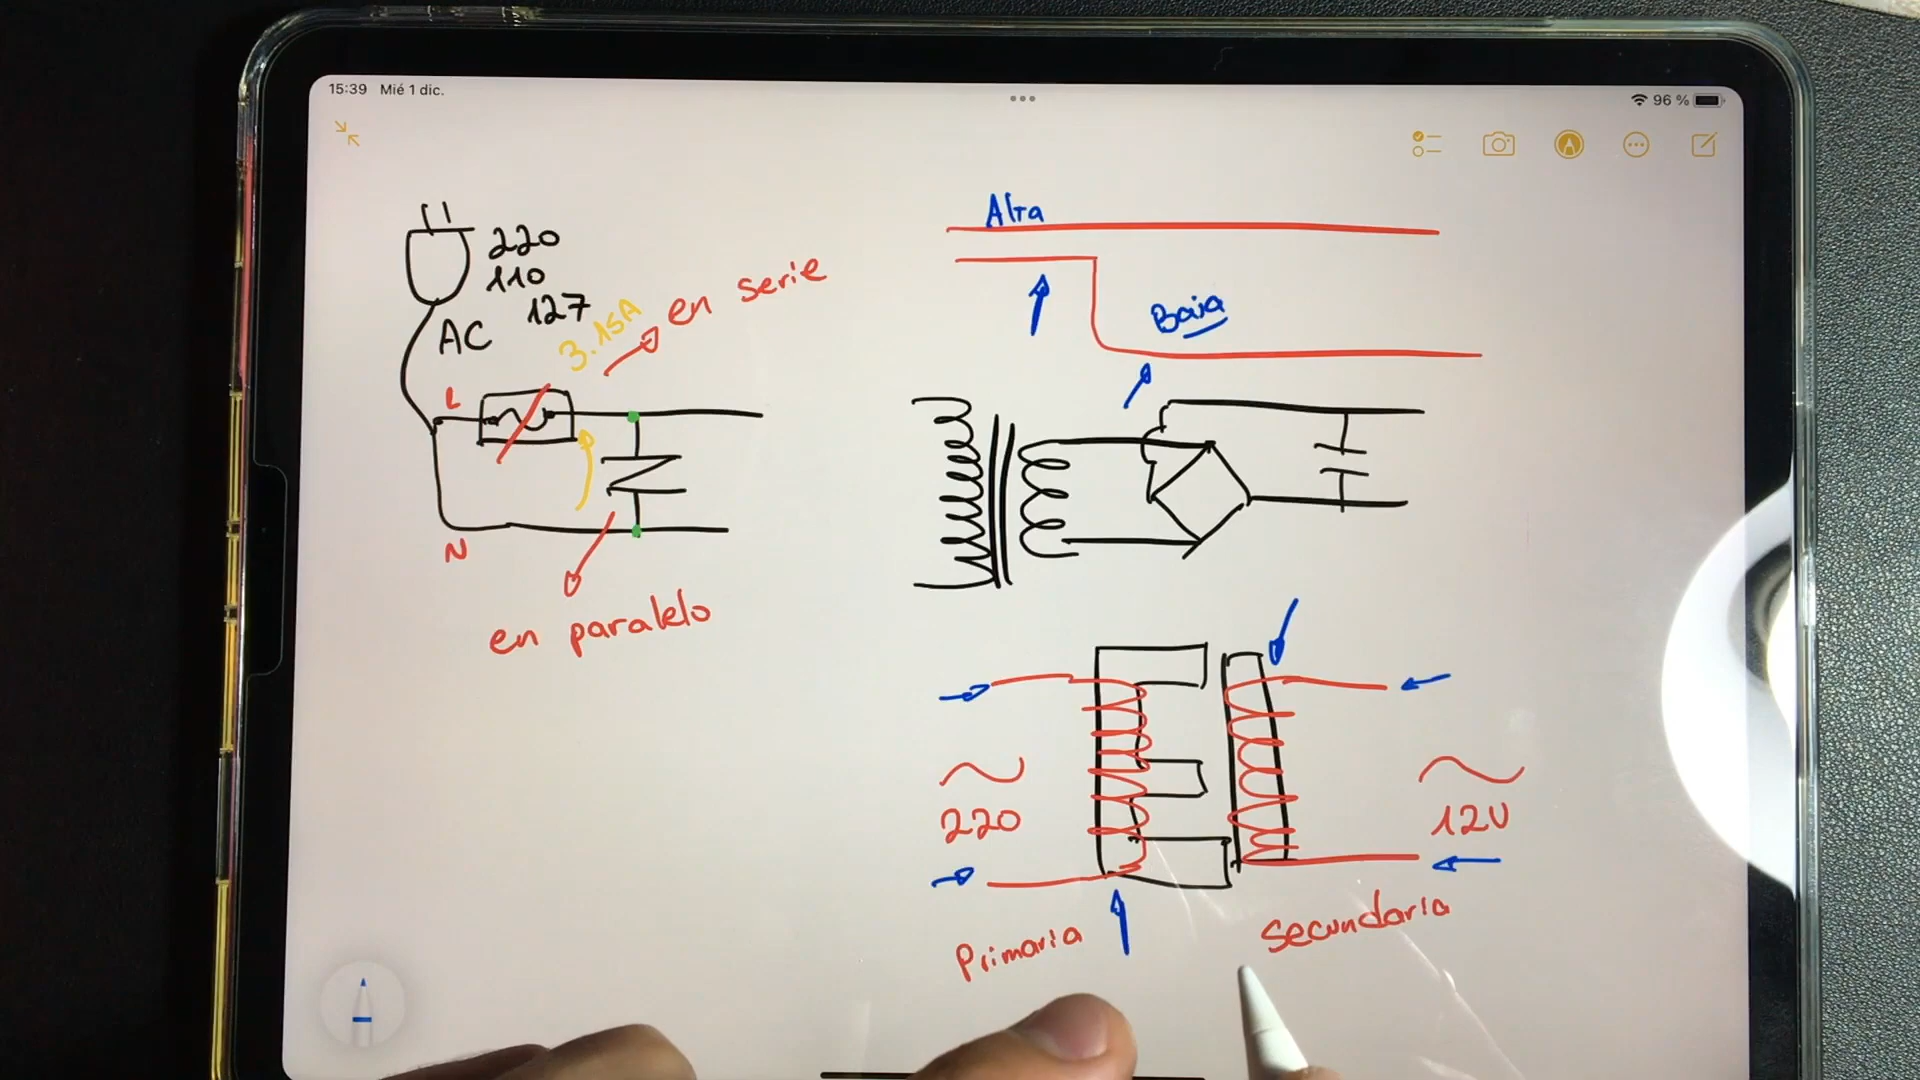 15:39 Mié 1 dic.
96 %
220
110
127
AC
3.15A
en serie
L
N
en paralelo
Alta
Baja
220
12V
Primaria
Secundaria